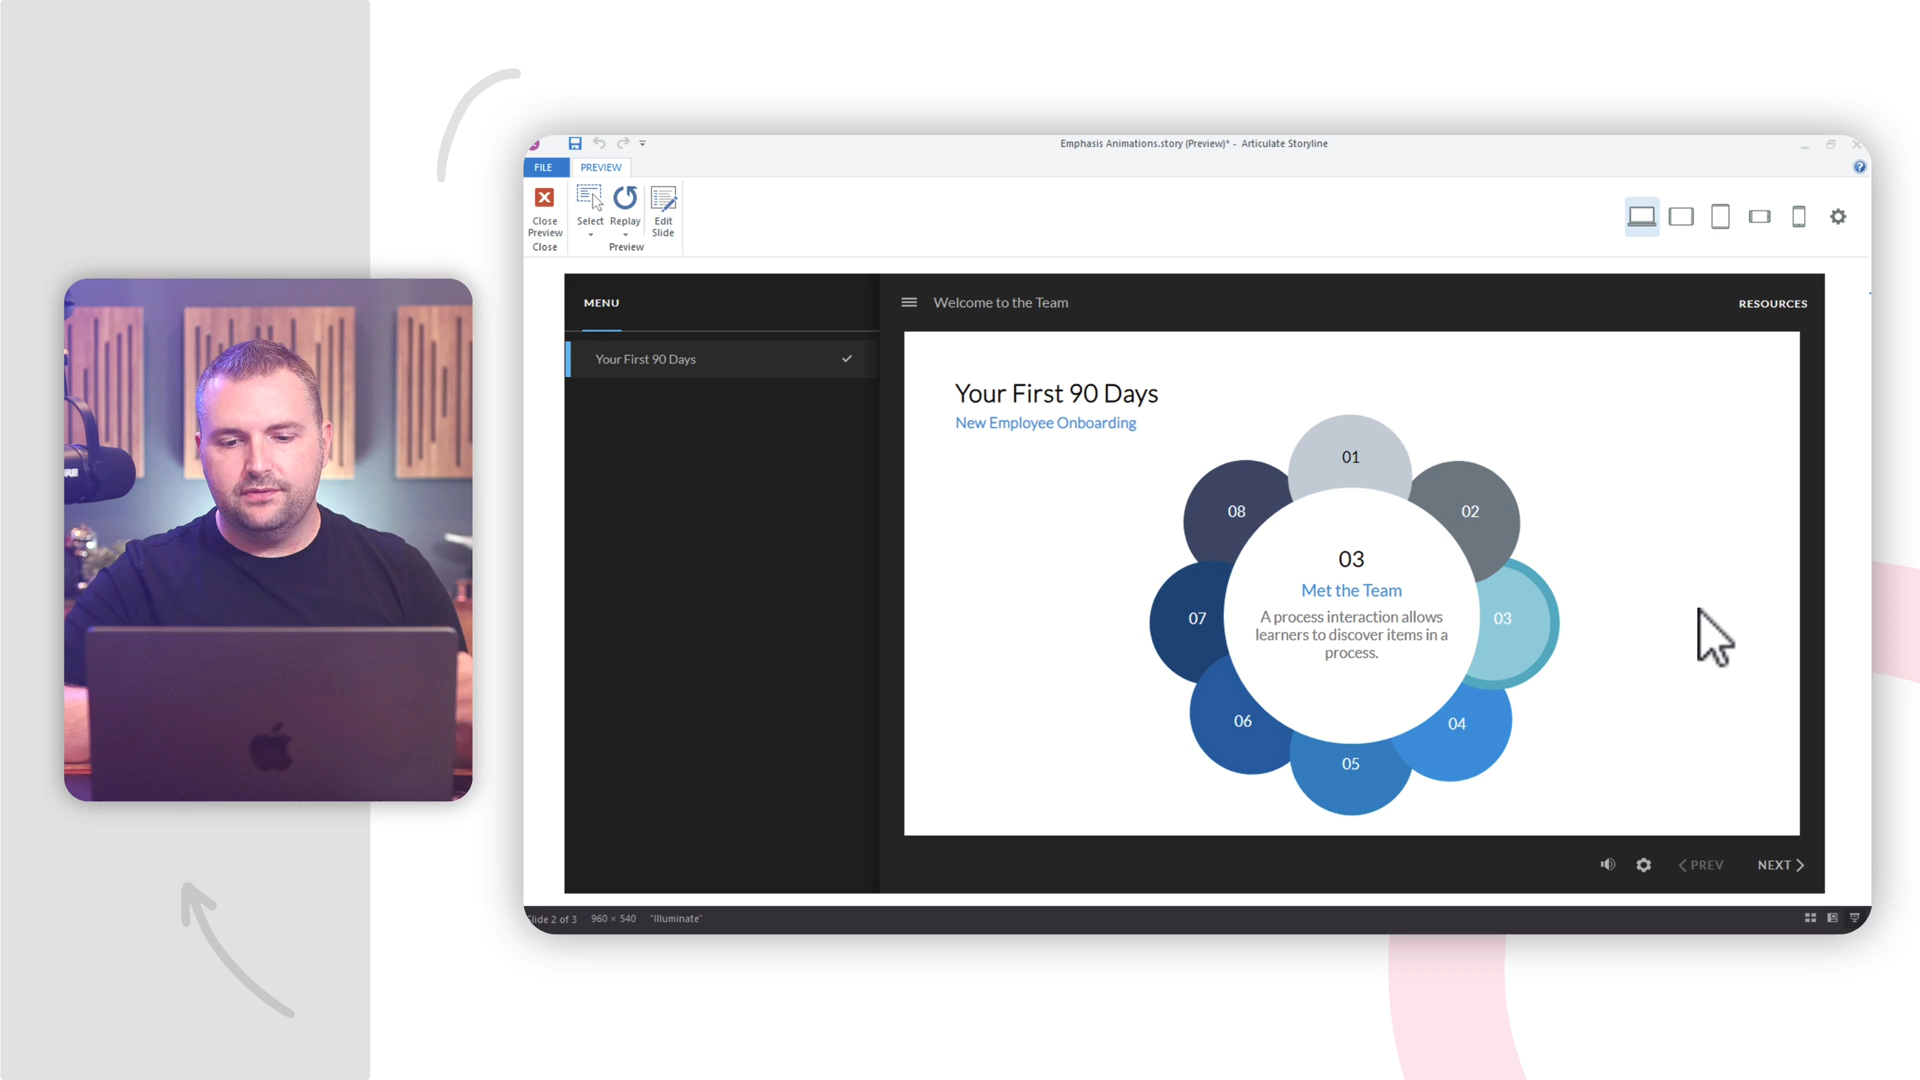 Emphasis Animations.story (Preview)* - Articulate Storyline
FILE
PREVIEW
Close Preview
Select
Replay
Edit Slide
Close
Preview
MENU
Your First 90 Days
Welcome to the Team
RESOURCES
Your First 90 Days
New Employee Onboarding
01
02
03
04
05
06
07
08
03
Met the Team
A process interaction allows
learners to discover items in a
process.
PREV
NEXT
Slide 2 of 3
960 × 540
"Illuminate"